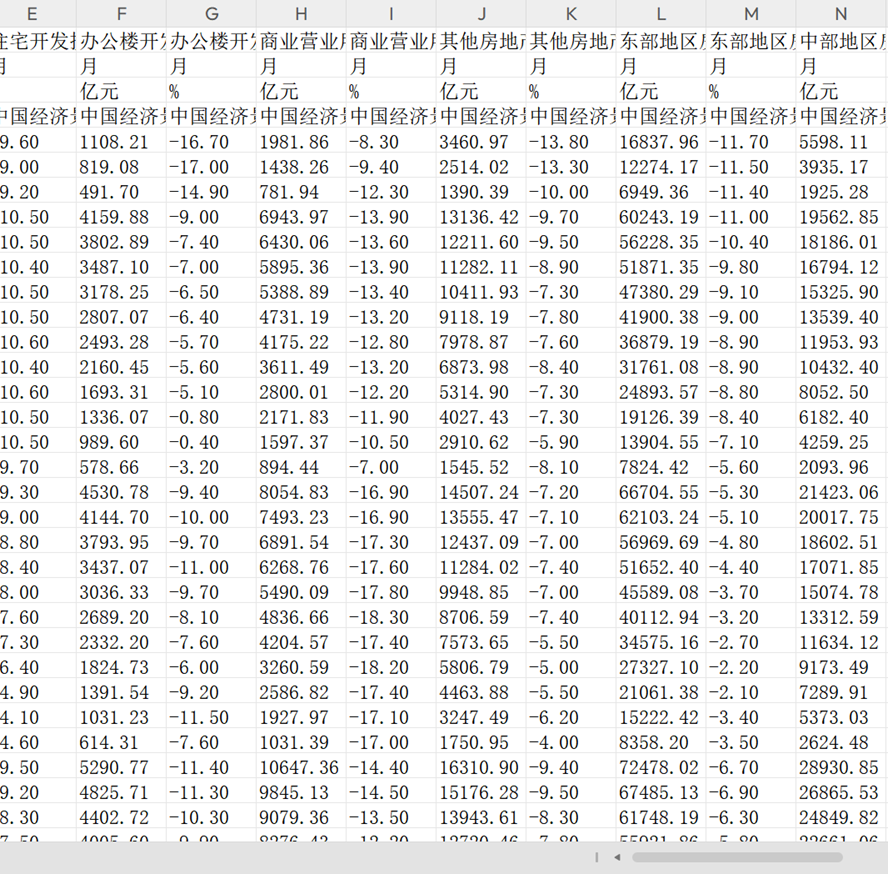 E F G H I J K L M N
住宅开发投 办公楼开发 办公楼开发 商业营业用 商业营业用 其他房地产 其他房地产 东部地区房 东部地区房 中部地区房
月 月 月 月 月 月 月 月 月 月
亿元 % 亿元 % 亿元 % 亿元 % 亿元
中国经济景 中国经济景 中国经济景 中国经济景 中国经济景 中国经济景 中国经济景 中国经济景 中国经济景 中国经济景
9.60 1108.21 -16.70 1981.86 -8.30 3460.97 -13.80 16837.96 -11.70 5598.11
9.00 819.08 -17.00 1438.26 -9.40 2514.02 -13.30 12274.17 -11.50 3935.17
9.20 491.70 -14.90 781.94 -12.30 1390.39 -10.00 6949.36 -11.40 1925.28
10.50 4159.88 -9.00 6943.97 -13.90 13136.42 -9.70 60243.19 -11.00 19562.85
10.50 3802.89 -7.40 6430.06 -13.60 12211.60 -9.50 56228.35 -10.40 18186.01
10.40 3487.10 -7.00 5895.36 -13.90 11282.11 -8.90 51871.35 -9.80 16794.12
10.50 3178.25 -6.50 5388.89 -13.40 10411.93 -7.30 47380.29 -9.10 15325.90
10.50 2807.07 -6.40 4731.19 -13.20 9118.19 -7.80 41900.38 -9.00 13539.40
10.60 2493.28 -5.70 4175.22 -12.80 7978.87 -7.60 36879.19 -8.90 11953.93
10.40 2160.45 -5.60 3611.49 -13.20 6873.98 -8.40 31761.08 -8.90 10432.40
10.60 1693.31 -5.10 2800.01 -12.20 5314.90 -7.30 24893.57 -8.80 8052.50
10.50 1336.07 -0.80 2171.83 -11.90 4027.43 -7.30 19126.39 -8.40 6182.40
10.50 989.60 -0.40 1597.37 -10.50 2910.62 -5.90 13904.55 -7.10 4259.25
9.70 578.66 -3.20 894.44 -7.00 1545.52 -8.10 7824.42 -5.60 2093.96
9.30 4530.78 -9.40 8054.83 -16.90 14507.24 -7.20 66704.55 -5.30 21423.06
9.00 4144.70 -10.00 7493.23 -16.90 13555.47 -7.10 62103.24 -5.10 20017.75
8.80 3793.95 -9.70 6891.54 -17.30 12437.09 -7.00 56969.69 -4.80 18602.51
8.40 3437.07 -11.00 6268.76 -17.60 11284.02 -7.40 51652.40 -4.40 17071.85
8.00 3036.33 -9.70 5490.09 -17.80 9948.85 -7.00 45589.08 -3.70 15074.78
7.60 2689.20 -8.10 4836.66 -18.30 8706.59 -7.40 40112.94 -3.20 13312.59
7.30 2332.20 -7.60 4204.57 -17.40 7573.65 -5.50 34575.16 -2.70 11634.12
6.40 1824.73 -6.00 3260.59 -18.20 5806.79 -5.00 27327.10 -2.20 9173.49
4.90 1391.54 -9.20 2586.82 -17.40 4463.88 -5.50 21061.38 -2.10 7289.91
4.10 1031.23 -11.50 1927.97 -17.10 3247.49 -6.20 15222.42 -3.40 5373.03
4.60 614.31 -7.60 1031.39 -17.00 1750.95 -4.00 8358.20 -3.50 2624.48
9.50 5290.77 -11.40 10647.36 -14.40 16310.90 -9.40 72478.02 -6.70 28930.85
9.20 4825.71 -11.30 9845.13 -14.50 15176.28 -9.50 67485.13 -6.90 26865.53
8.30 4402.72 -10.30 9079.36 -13.50 13943.61 -8.30 61748.19 -6.30 24849.82